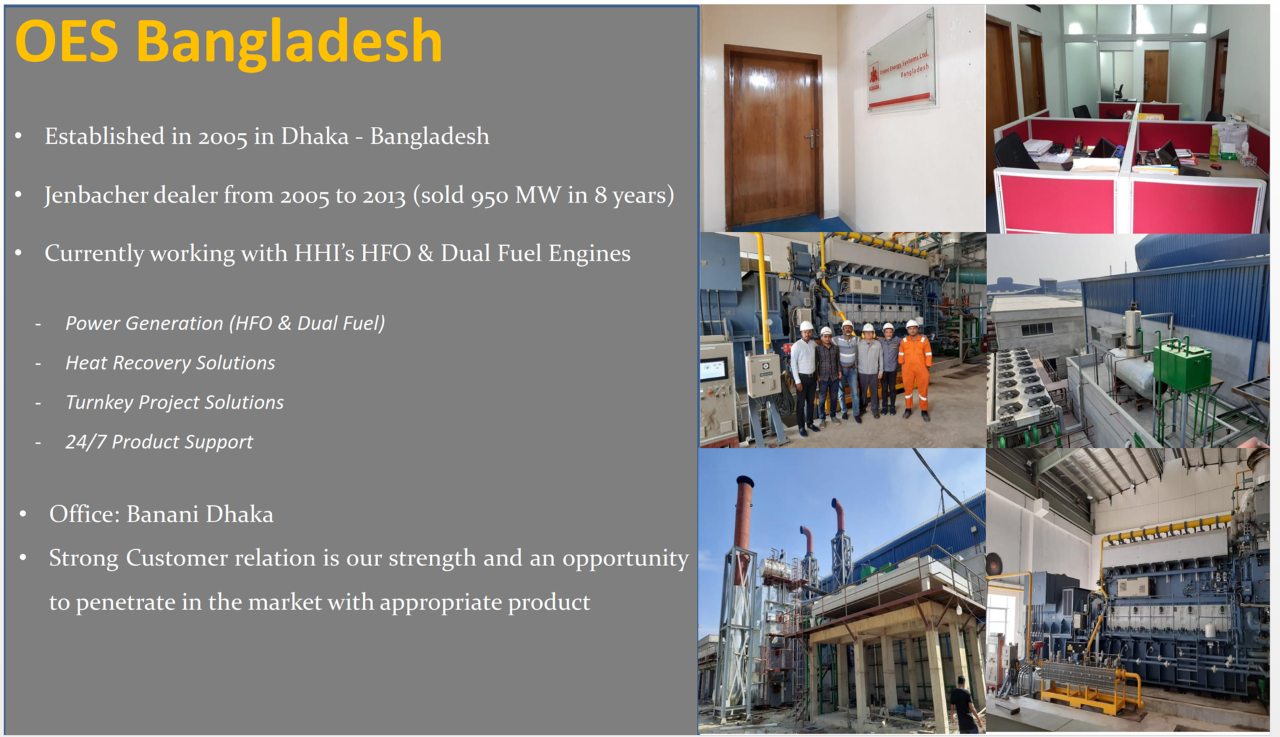 OES Bangladesh
• Established in 2005 in Dhaka - Bangladesh
• Jenbacher dealer from 2005 to 2013 (sold 950 MW in 8 years)
• Currently working with HHI’s HFO & Dual Fuel Engines
- Power Generation (HFO & Dual Fuel)
- Heat Recovery Solutions
- Turnkey Project Solutions
- 24/7 Product Support
• Office: Banani Dhaka
• Strong Customer relation is our strength and an opportunity
to penetrate in the market with appropriate product
Energy Systems Ltd.
Bangladesh